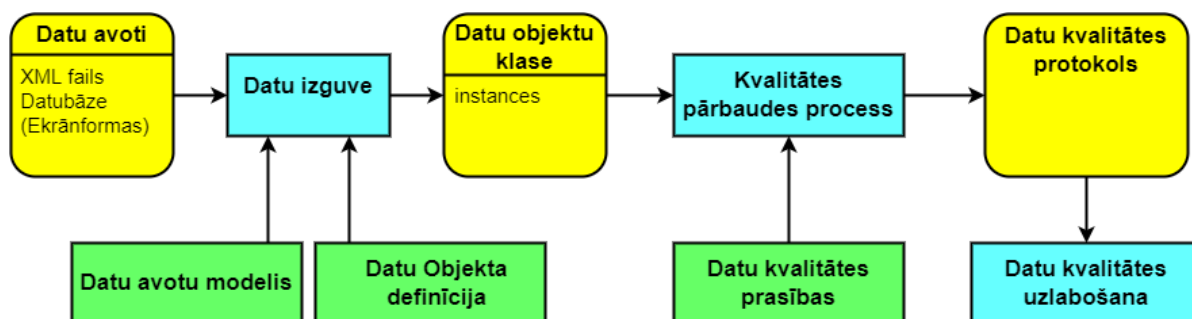 Datu avoti
XML fails
Datubāze
(Ekrānformas)
Datu izguve
Datu objektu
klase
instances
Kvalitātes
pārbaudes process
Datu kvalitātes
protokols
Datu avotu modelis
Datu Objekta
definīcija
Datu kvalitātes
prasības
Datu kvalitātes
uzlabošana